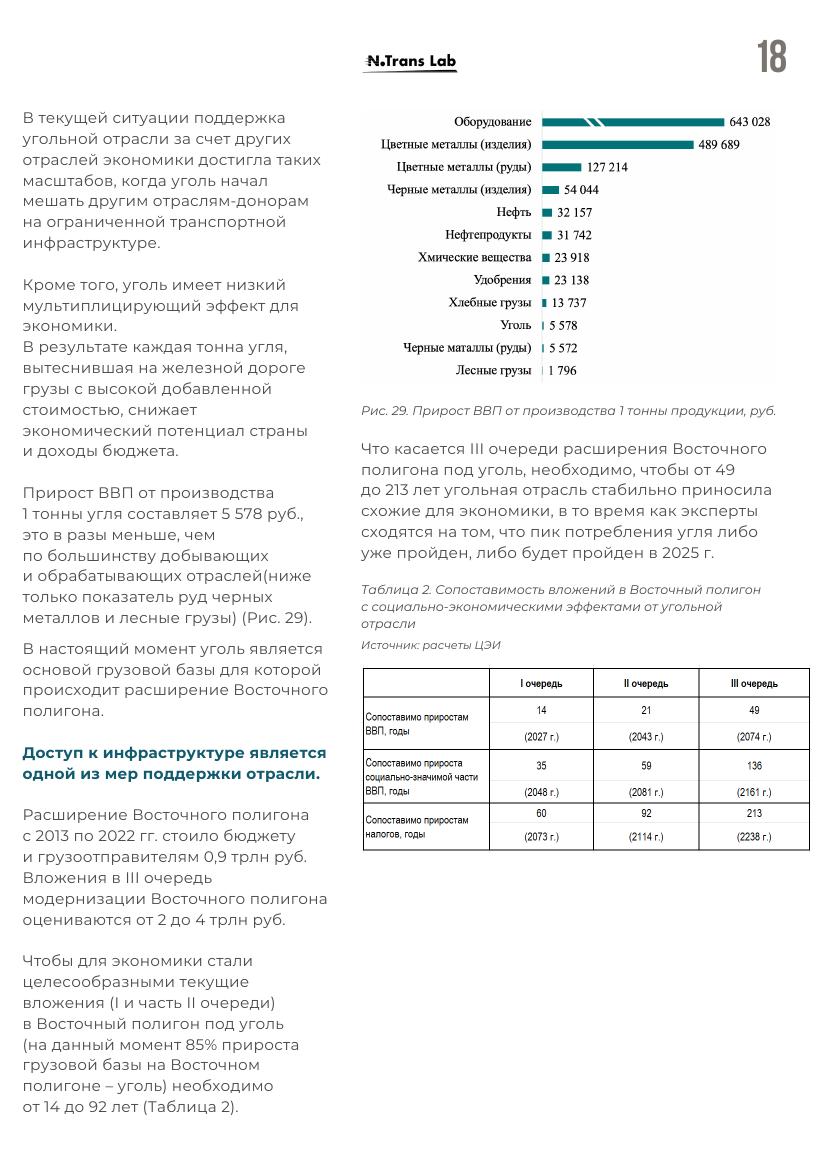 N.Trans Lab
18
В текущей ситуации поддержка
угольной отрасли за счет других
отраслей экономики достигла таких
масштабов, когда уголь начал
мешать другим отраслям-донорам
на ограниченной транспортной
инфраструктуре.
Кроме того, уголь имеет низкий
мультиплицирующий эффект для
экономики.
В результате каждая тонна угля,
вытеснившая на железной дороге
грузы с высокой добавленной
стоимостью, снижает
экономический потенциал страны
и доходы бюджета.
Прирост ВВП от производства
1 тонны угля составляет 5 578 руб.,
это в разы меньше, чем
по большинству добывающих
и обрабатывающих отраслей(ниже
только показатель руд черных
металлов и лесные грузы) (Рис. 29).
В настоящий момент уголь является
основой грузовой базы для которой
происходит расширение Восточного
полигона.
Доступ к инфраструктуре является
одной из мер поддержки отрасли.
Расширение Восточного полигона
с 2013 по 2022 гг. стоило бюджету
и грузоотправителям 0,9 трлн руб.
Вложения в III очередь
модернизации Восточного полигона
оцениваются от 2 до 4 трлн руб.
Чтобы для экономики стали
целесообразными текущие
вложения (I и часть II очереди)
в Восточный полигон под уголь
(на данный момент 85% прироста
грузовой базы на Восточном
полигоне – уголь) необходимо
от 14 до 92 лет (Таблица 2).
Оборудование 643 028
Цветные металлы (изделия) 489 689
Цветные металлы (руды) 127 214
Черные металлы (изделия) 54 044
Нефть 32 157
Нефтепродукты 31 742
Хмические вещества 23 918
Удобрения 23 138
Хлебные грузы 13 737
Уголь 5 578
Черные маталлы (руды) 5 572
Лесные грузы 1 796
Рис. 29. Прирост ВВП от производства 1 тонны продукции, руб.
Что касается III очереди расширения Восточного
полигона под уголь, необходимо, чтобы от 49
до 213 лет угольная отрасль стабильно приносила
схожие для экономики, в то время как эксперты
сходятся на том, что пик потребления угля либо
уже пройден, либо будет пройден в 2025 г.
Таблица 2. Сопоставимость вложений в Восточный полигон
с социально-экономическими эффектами от угольной
отрасли
Источник: расчеты ЦЭИ
I очередь II очередь III очередь
Сопоставимо приростам
ВВП, годы
14 21 49
(2027 г.) (2043 г.) (2074 г.)
Сопоставимо прироста
социально-значимой части
ВВП, годы
35 59 136
(2048 г.) (2081 г.) (2161 г.)
Сопоставимо приростам
налогов, годы
60 92 213
(2073 г.) (2114 г.) (2238 г.)